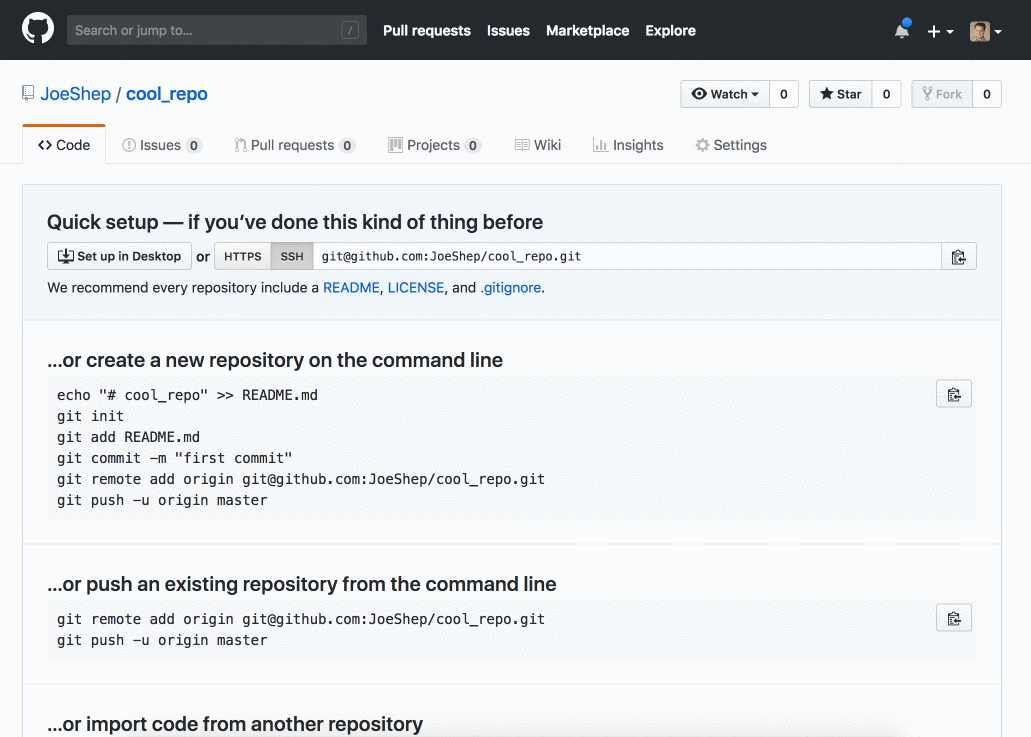 Search or jump to... /
Pull requests Issues Marketplace Explore
JoeShep / cool_repo
Watch 0 Star 0 Fork 0
<> Code Issues 0 Pull requests 0 Projects 0 Wiki Insights Settings
Quick setup — if you’ve done this kind of thing before
Set up in Desktop or HTTPS SSH git@github.com:JoeShep/cool_repo.git
We recommend every repository include a README, LICENSE, and .gitignore.
…or create a new repository on the command line
echo "# cool_repo" >> README.md
git init
git add README.md
git commit -m "first commit"
git remote add origin git@github.com:JoeShep/cool_repo.git
git push -u origin master
…or push an existing repository from the command line
git remote add origin git@github.com:JoeShep/cool_repo.git
git push -u origin master
…or import code from another repository